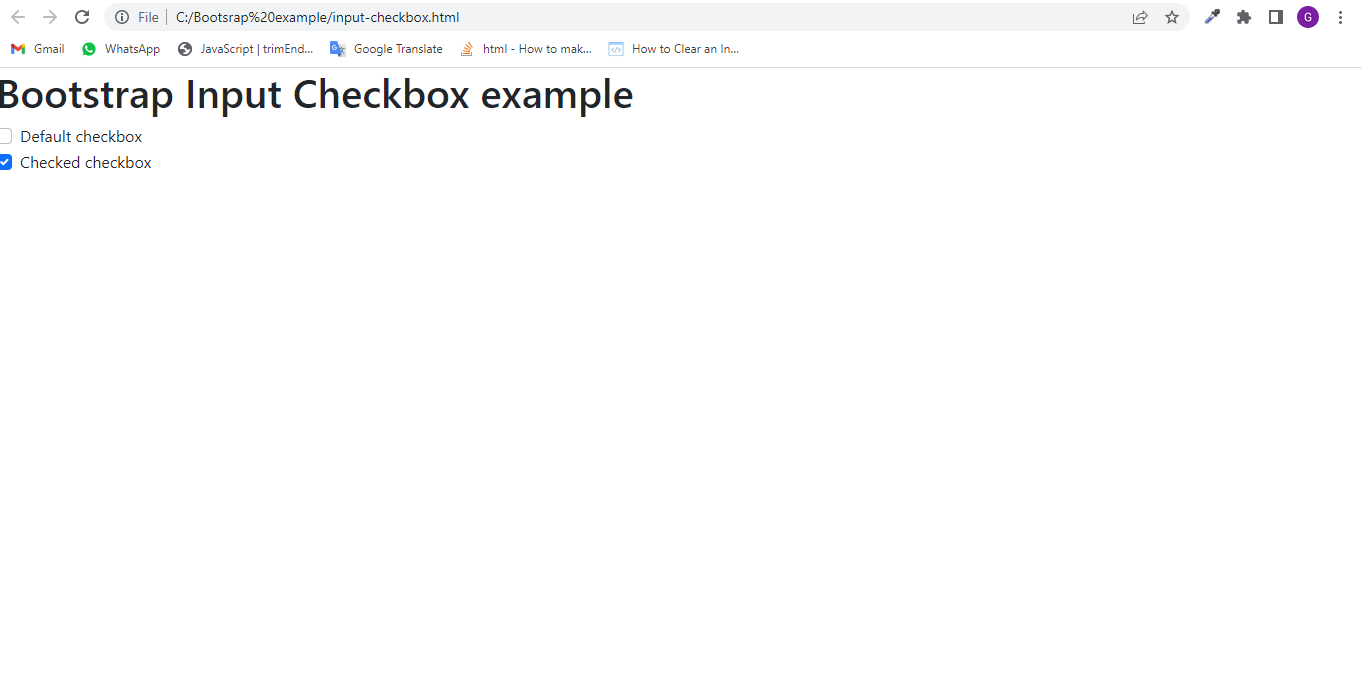 File C:/Bootsrap%20example/input-checkbox.html G
Gmail WhatsApp JavaScript | trimEnd... Google Translate html - How to mak... How to Clear an In...
Bootstrap Input Checkbox example
Default checkbox
Checked checkbox